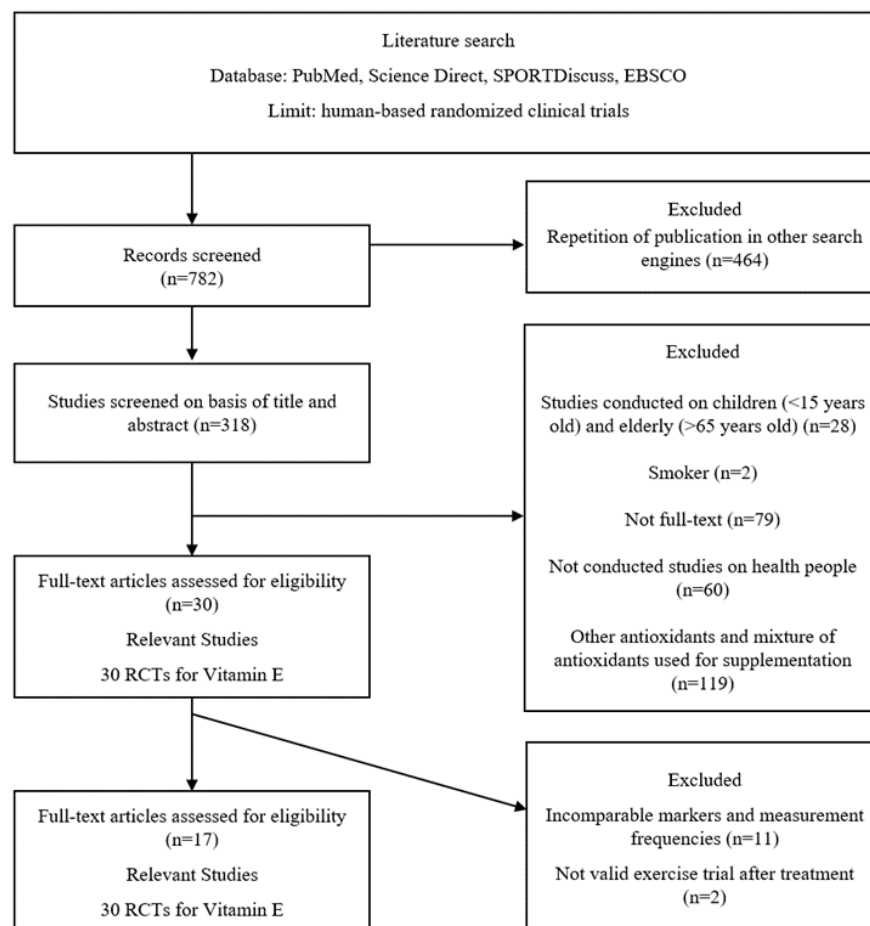 Literature search
Database: PubMed, Science Direct, SPORTDiscuss, EBSCO
Limit: human-based randomized clinical trials
Records screened
(n=782)
Excluded
Repetition of publication in other search
engines (n=464)
Studies screened on basis of title and
abstract (n=318)
Excluded
Studies conducted on children (<15 years
old) and elderly (>65 years old) (n=28)
Smoker (n=2)
Not full-text (n=79)
Not conducted studies on health people
(n=60)
Other antioxidants and mixture of
antioxidants used for supplementation
(n=119)
Full-text articles assessed for eligibility
(n=30)
Relevant Studies
30 RCTs for Vitamin E
Excluded
Incomparable markers and measurement
frequencies (n=11)
Not valid exercise trial after treatment
(n=2)
Full-text articles assessed for eligibility
(n=17)
Relevant Studies
30 RCTs for Vitamin E